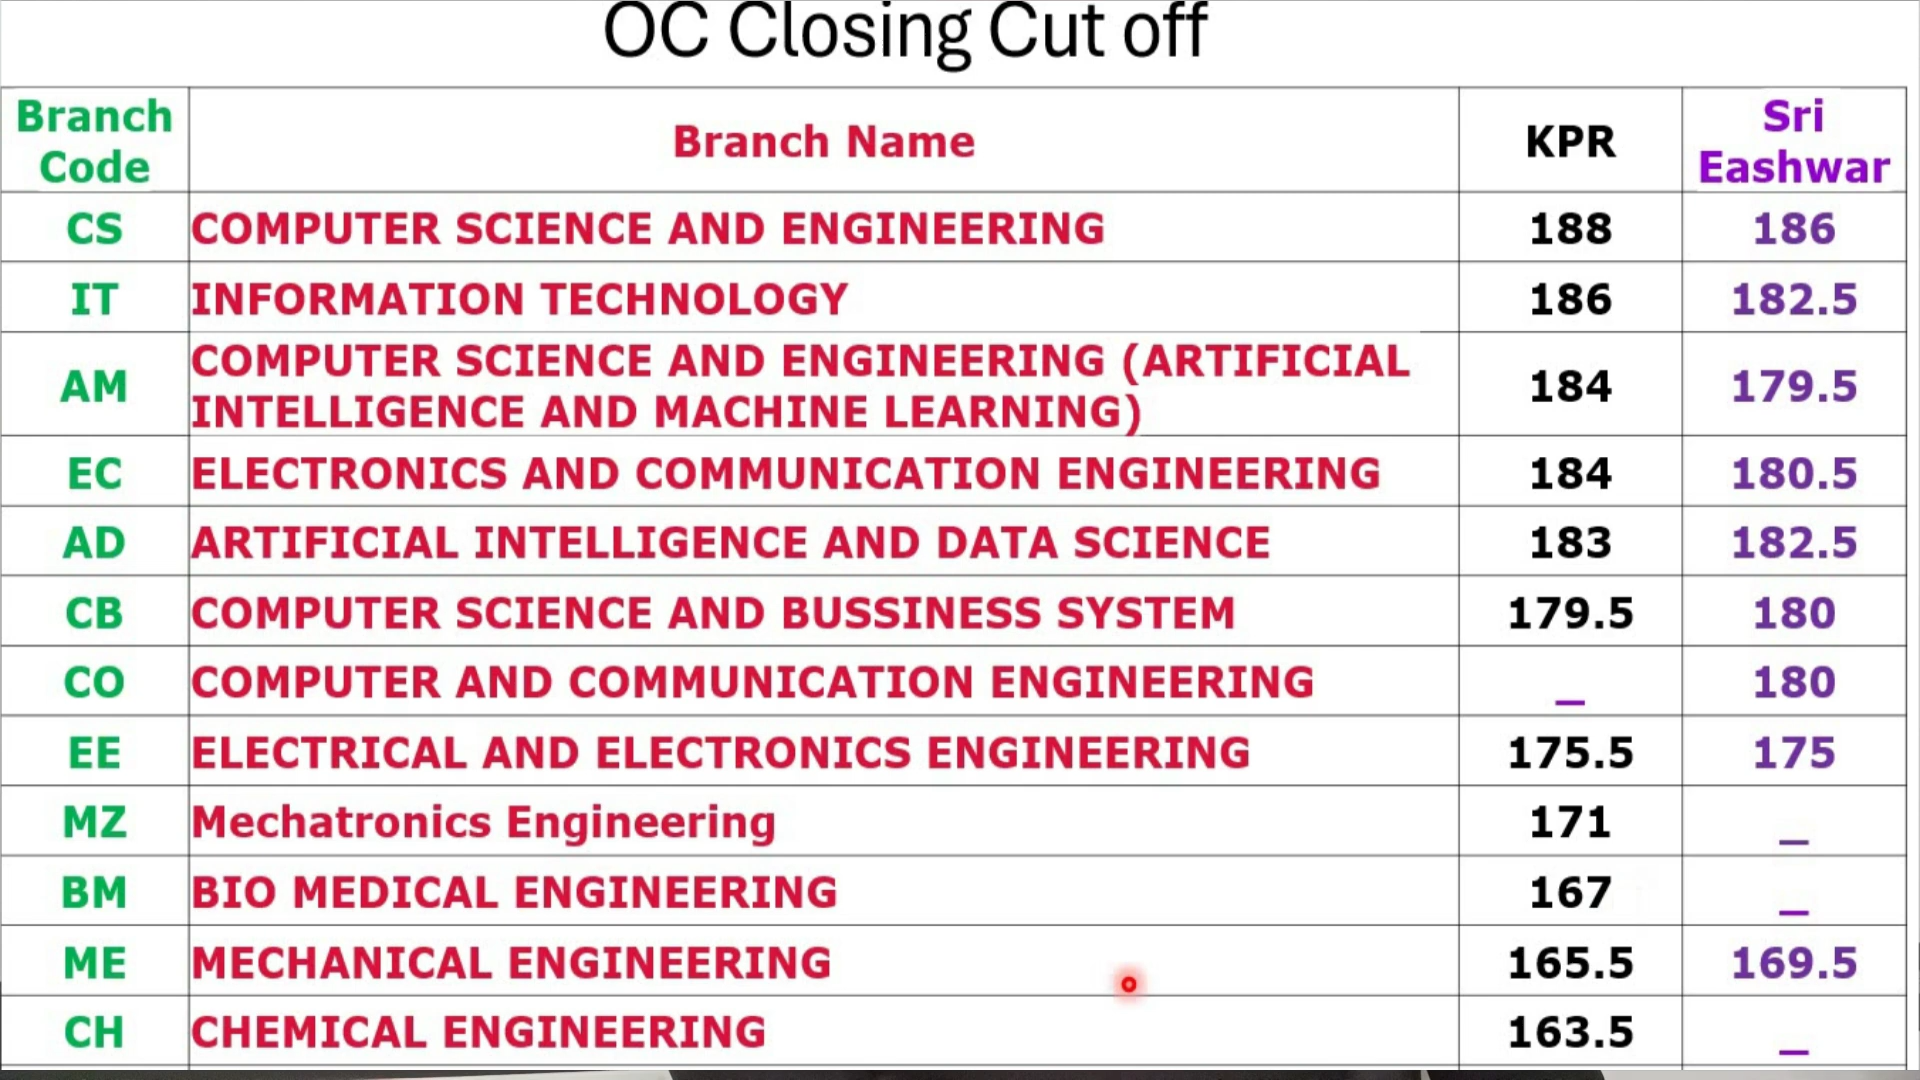 OC Closing Cut off
Branch Code | Branch Name | KPR | Sri Eashwar
CS | COMPUTER SCIENCE AND ENGINEERING | 188 | 186
IT | INFORMATION TECHNOLOGY | 186 | 182.5
AM | COMPUTER SCIENCE AND ENGINEERING (ARTIFICIAL INTELLIGENCE AND MACHINE LEARNING) | 184 | 179.5
EC | ELECTRONICS AND COMMUNICATION ENGINEERING | 184 | 180.5
AD | ARTIFICIAL INTELLIGENCE AND DATA SCIENCE | 183 | 182.5
CB | COMPUTER SCIENCE AND BUSSINESS SYSTEM | 179.5 | 180
CO | COMPUTER AND COMMUNICATION ENGINEERING | _ | 180
EE | ELECTRICAL AND ELECTRONICS ENGINEERING | 175.5 | 175
MZ | Mechatronics Engineering | 171 | _
BM | BIO MEDICAL ENGINEERING | 167 | _
ME | MECHANICAL ENGINEERING | 165.5 | 169.5
CH | CHEMICAL ENGINEERING | 163.5 | _